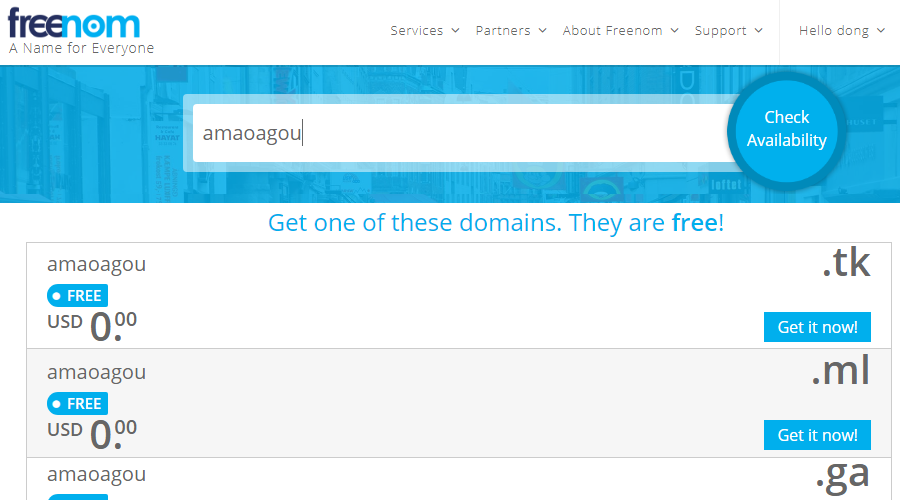 freenom
A Name for Everyone
Services Partners About Freenom Support Hello dong
amaoagou
Check
Availability
Get one of these domains. They are free!
amaoagou
.tk
FREE
USD 0.00
Get it now!
amaoagou
.ml
FREE
USD 0.00
Get it now!
amaoagou
.ga